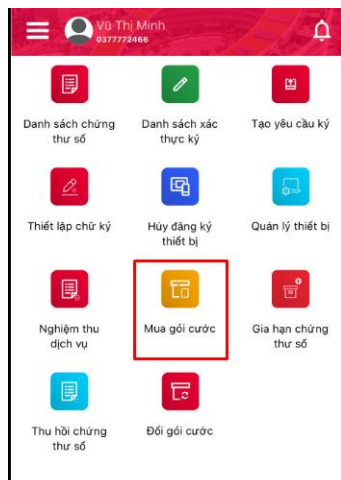 Vũ Thị Minh
0377772466
Danh sách chứng
thư số
Danh sách xác
thực ký
Tạo yêu cầu ký
Thiết lập chữ ký
Hủy đăng ký
thiết bị
Quản lý thiết bị
Nghiệm thu
dịch vụ
Mua gói cước
Gia hạn chứng
thư số
Thu hồi chứng
thư số
Đổi gói cước